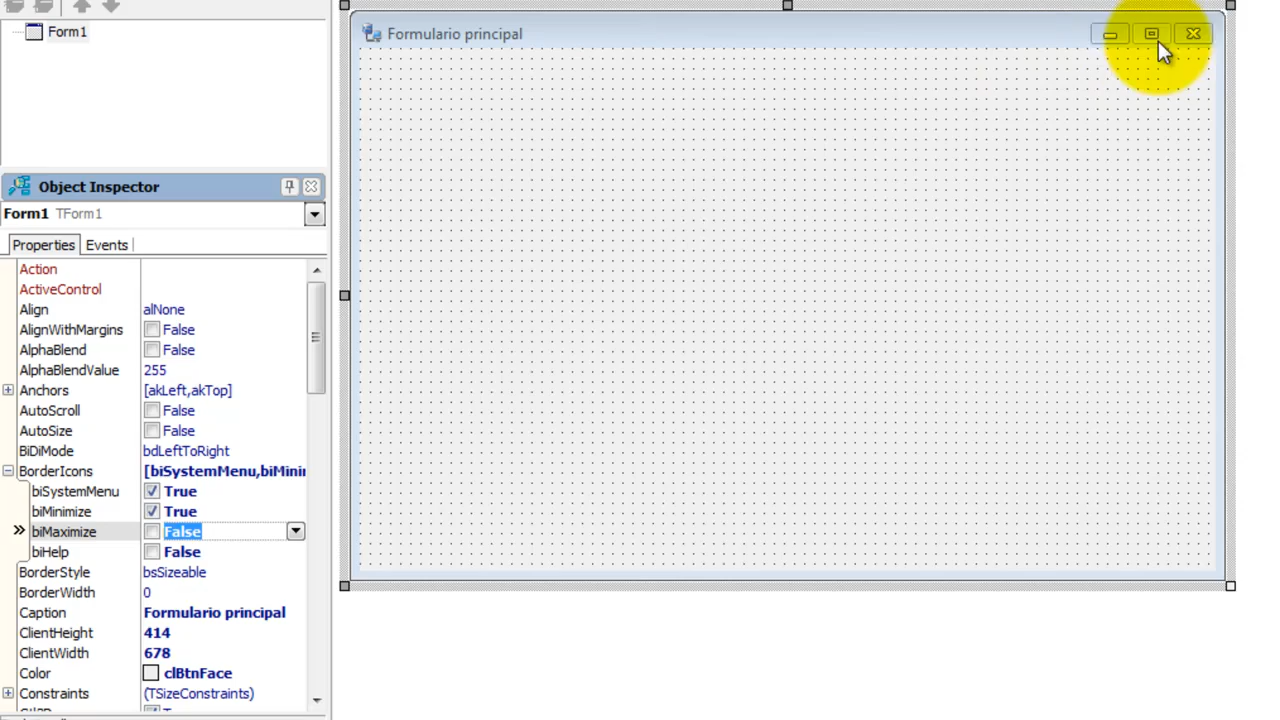 Form1
Formulario principal
Object Inspector
Form1 TForm1
Properties Events
Action
ActiveControl
Align alNone
AlignWithMargins False
AlphaBlend False
AlphaBlendValue 255
Anchors [akLeft,akTop]
AutoScroll False
AutoSize False
BiDiMode bdLeftToRight
BorderIcons [biSystemMenu,biMinir
biSystemMenu True
biMinimize True
biMaximize False
biHelp False
BorderStyle bsSizeable
BorderWidth 0
Caption Formulario principal
ClientHeight 414
ClientWidth 678
Color clBtnFace
Constraints (TSizeConstraints)